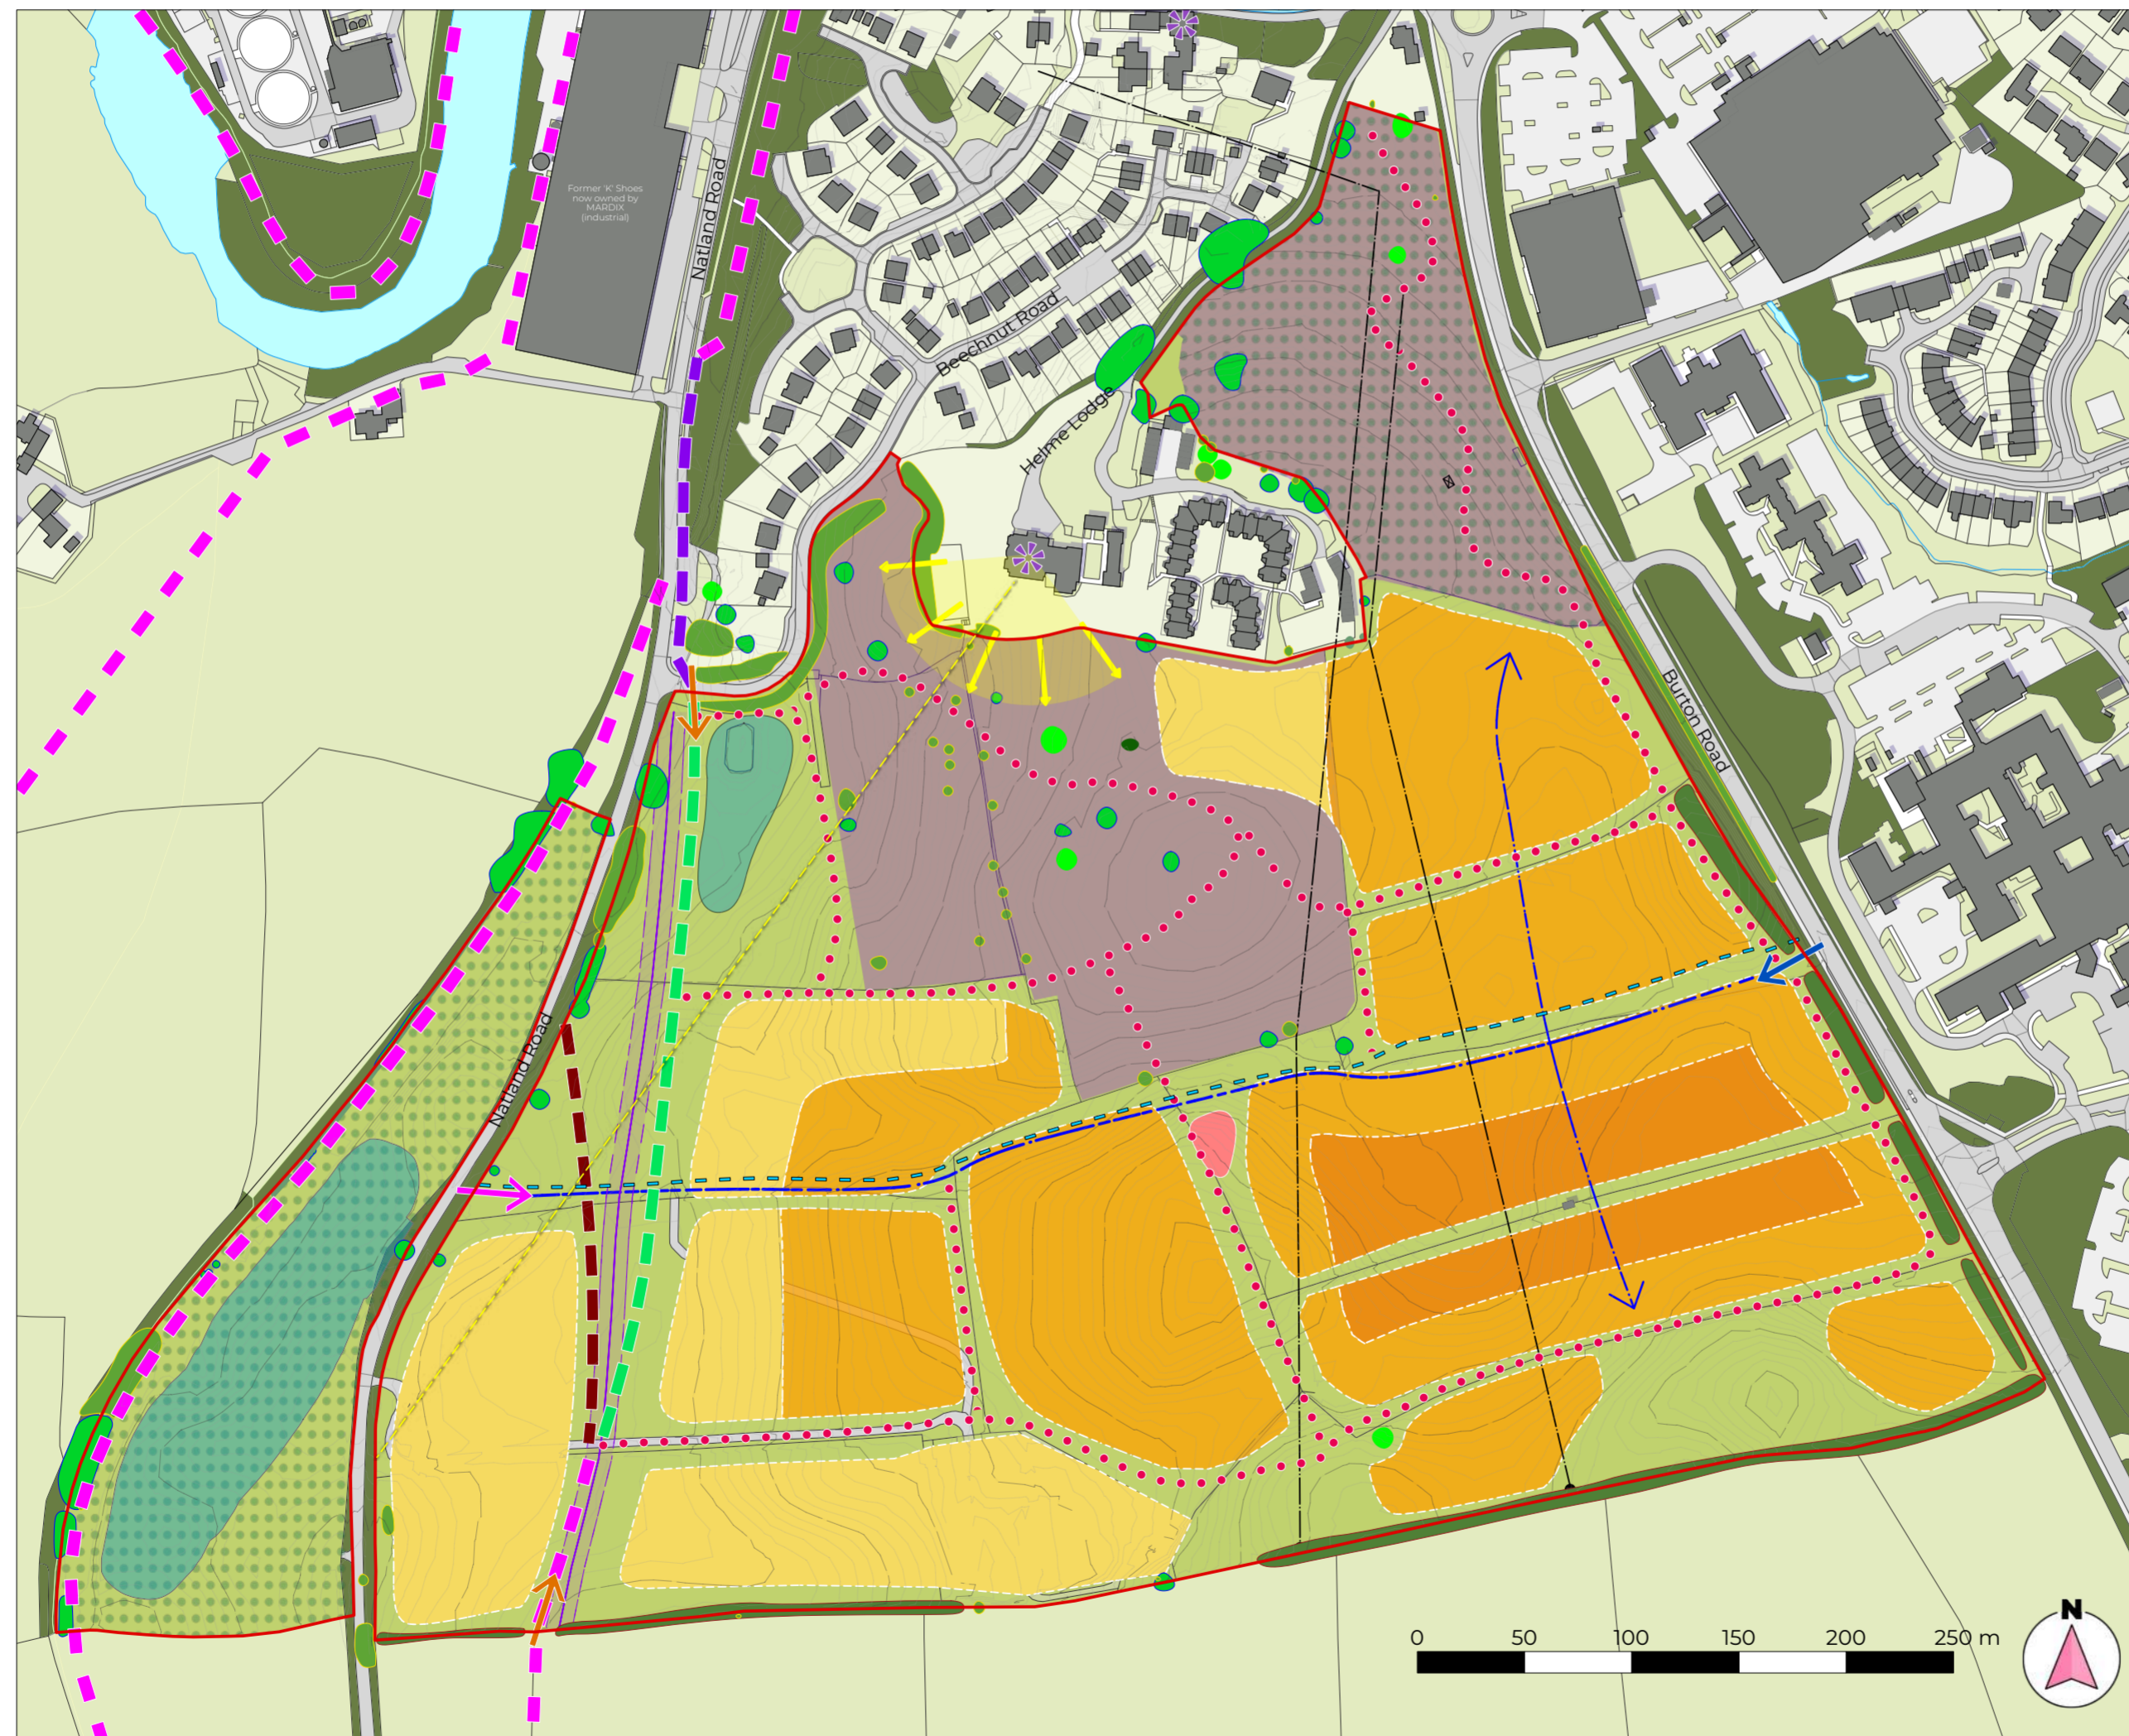 Former 'K' Shoes
now owned by
MARDIX
(industrial)
Natland Road
Beechnut Road
Helme Lodge
Burton Road
Natland Road
N
0 50 100 150 200 250 m